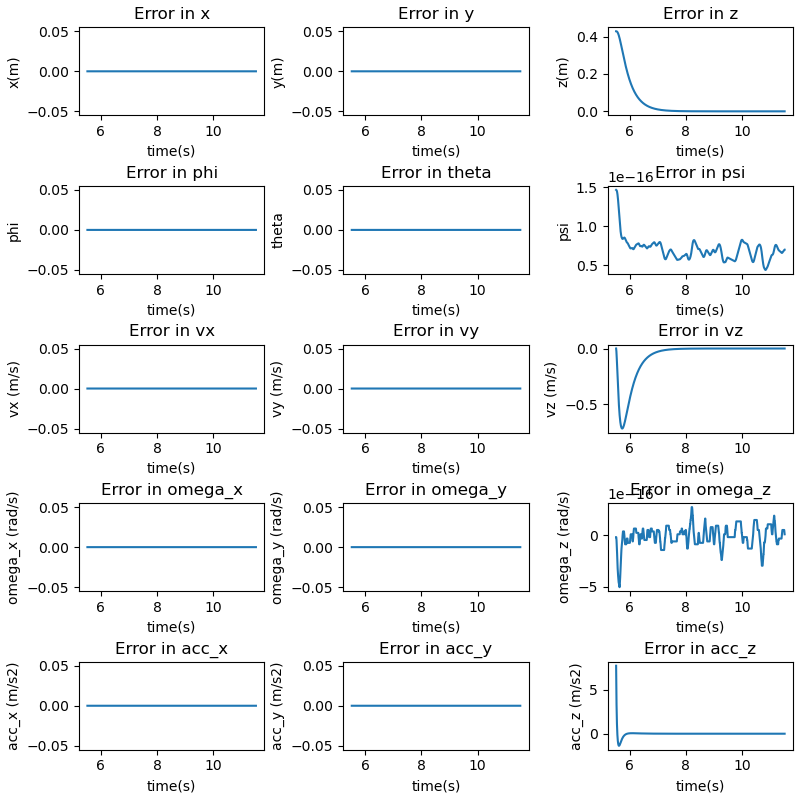 Error in x
Error in y
Error in z
x(m)
0.05
0.00
−0.05
6 8 10
time(s)
y(m)
0.05
0.00
−0.05
6 8 10
time(s)
z(m)
0.4
0.2
0.0
6 8 10
time(s)
Error in phi
Error in theta
1e−16
Error in psi
phi
0.05
0.00
−0.05
6 8 10
time(s)
theta
0.05
0.00
−0.05
6 8 10
time(s)
psi
1.5
1.0
0.5
6 8 10
time(s)
Error in vx
Error in vy
Error in vz
vx (m/s)
0.05
0.00
−0.05
6 8 10
time(s)
vy (m/s)
0.05
0.00
−0.05
6 8 10
time(s)
vz (m/s)
0.0
−0.5
6 8 10
time(s)
Error in omega_x
Error in omega_y
1e−16
Error in omega_z
omega_x (rad/s)
0.05
0.00
−0.05
6 8 10
time(s)
omega_y (rad/s)
0.05
0.00
−0.05
6 8 10
time(s)
omega_z (rad/s)
0
−5
6 8 10
time(s)
Error in acc_x
Error in acc_y
Error in acc_z
acc_x (m/s2)
0.05
0.00
−0.05
6 8 10
time(s)
acc_y (m/s2)
0.05
0.00
−0.05
6 8 10
time(s)
acc_z (m/s2)
5
0
6 8 10
time(s)